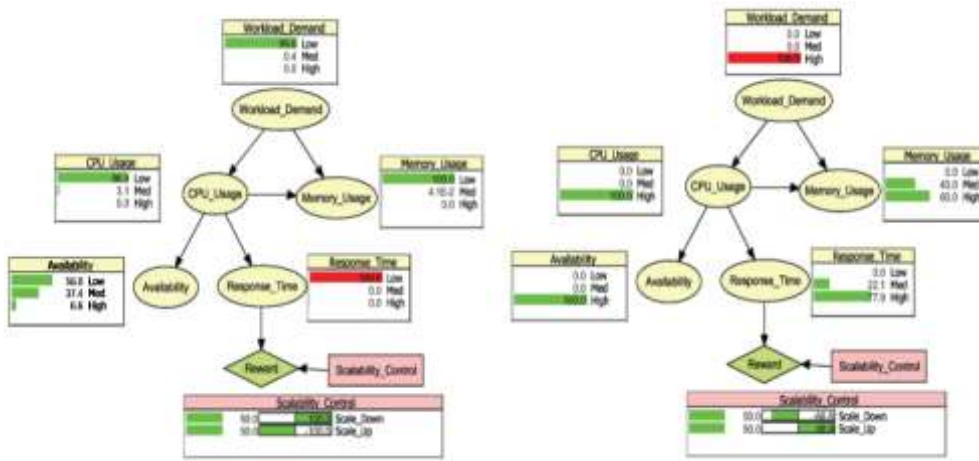 Workload_Demand
Low
0.4 Med
0.0 High
Workload_Demand
CPU_Usage
Low
3.1 Med
0.0 High
CPU_Usage
Memory_Usage
100.0 Low
4.1E-2 Med
0.0 High
Memory_Usage
Availability
56.0 Low
37.4 Med
6.6 High
Availability
Response_Time
Response_Time
Low
0.0 Med
0.0 High
Reward
Scalability_Control
Scalability_Control
50.0 Scale_Down
50.0 Scale_Up
Workload_Demand
0.0 Low
0.0 Med
100.0 High
Workload_Demand
CPU_Usage
0.0 Low
0.0 Med
100.0 High
CPU_Usage
Memory_Usage
0.0 Low
40.0 Med
60.0 High
Memory_Usage
Availability
0.0 Low
0.0 Med
100.0 High
Availability
Response_Time
Response_Time
0.0 Low
22.1 Med
77.9 High
Reward
Scalability_Control
Scalability_Control
50.0 Scale_Down
50.0 Scale_Up